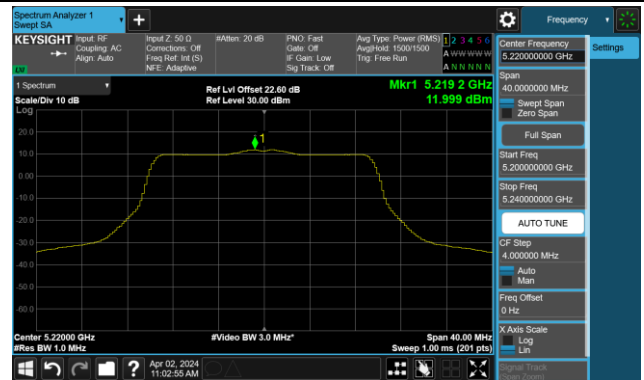 Spectrum Analyzer 1
Swept SA
+
Frequency
KEYSIGHT
Input: RF
Coupling: AC
Align: Auto
Input Z: 50 Ω
Corrections: Off
Freq Ref: Int (S)
NFE: Adaptive
#Atten: 20 dB
PNO: Fast
Gate: Off
IF Gain: Low
Sig Track: Off
Avg Type: Power (RMS)
Avg|Hold: 1500/1500
Trig: Free Run
1 2 3 4 5 6
A W W W W W
A N N N N N
1 Spectrum
Scale/Div 10 dB
Log
Ref Lvl Offset 22.60 dB
Ref Level 30.00 dBm
Mkr1 5.219 2 GHz
11.999 dBm
1
20.0
10.0
0.00
-10.0
-20.0
-30.0
-40.0
-50.0
-60.0
Center 5.22000 GHz
#Res BW 1.0 MHz
#Video BW 3.0 MHz*
Span 40.00 MHz
Sweep 1.00 ms (201 pts)
Center Frequency
5.220000000 GHz
Settings
Span
40.0000000 MHz
Swept Span
Zero Span
Full Span
Start Freq
5.200000000 GHz
Stop Freq
5.240000000 GHz
AUTO TUNE
CF Step
4.000000 MHz
Auto
Man
Freq Offset
0 Hz
X Axis Scale
Log
Lin
Signal Track
(Span Zoom)
?
Apr 02, 2024
11:02:55 AM